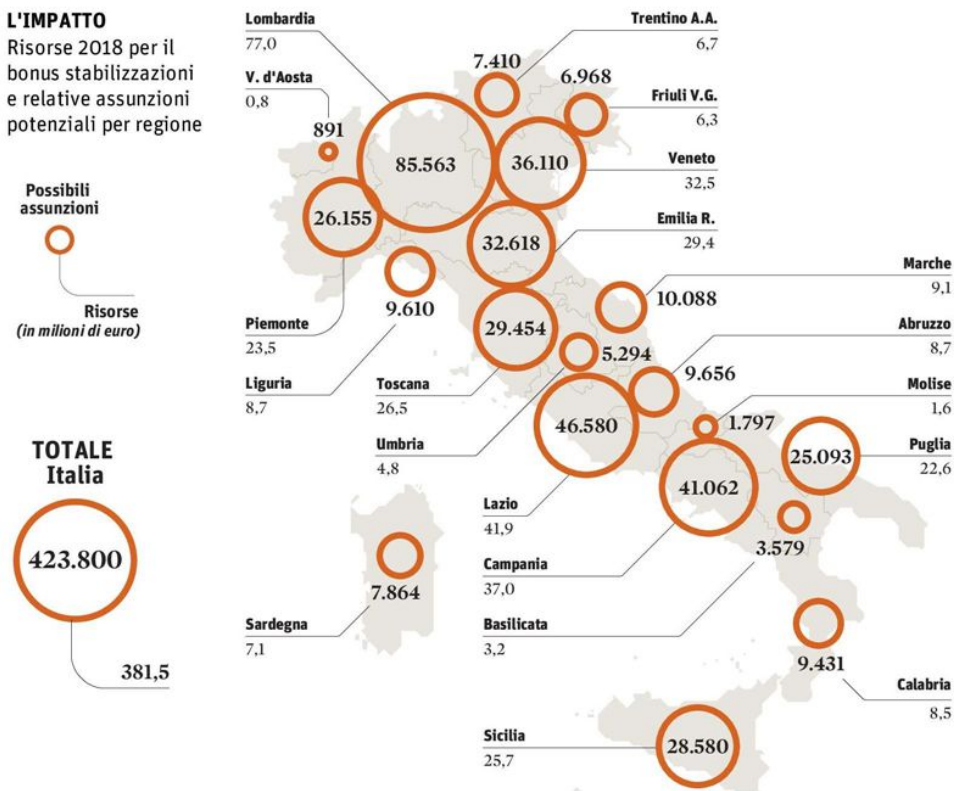 L'IMPATTO
Risorse 2018 per il
bonus stabilizzazioni
e relative assunzioni
potenziali per regione
Possibili
assunzioni
Risorse
(in milioni di euro)
TOTALE
Italia
423.800
381,5
Lombardia
77,0
85.563
V. d'Aosta
0,8
891
Trentino A.A.
6,7
7.410
Friuli V.G.
6,3
6.968
Veneto
32,5
36.110
Emilia R.
29,4
32.618
Piemonte
23,5
26.155
Liguria
8,7
9.610
Toscana
26,5
29.454
Marche
9,1
10.088
Umbria
4,8
5.294
Abruzzo
8,7
9.656
Molise
1,6
1.797
Lazio
41,9
46.580
Puglia
22,6
25.093
Campania
37,0
41.062
Basilicata
3,2
3.579
Sardegna
7,1
7.864
Calabria
8,5
9.431
Sicilia
25,7
28.580